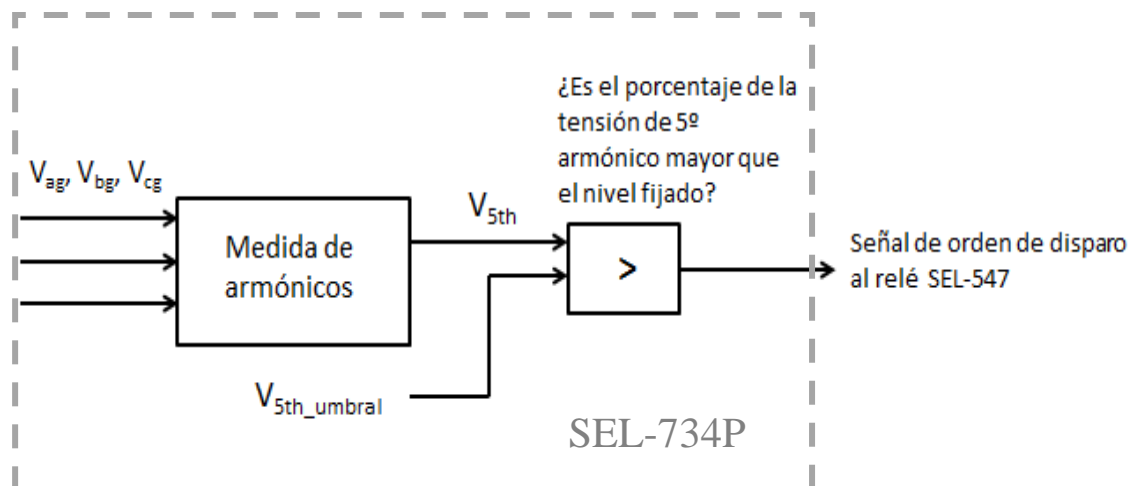 ¿Es el porcentaje de la
tensión de 5º
armónico mayor que
el nivel fijado?
Vag, Vbg, Vcg
V5th
Medida de
armónicos
>
Señal de orden de disparo
al relé SEL-547
V5th_umbral
SEL-734P